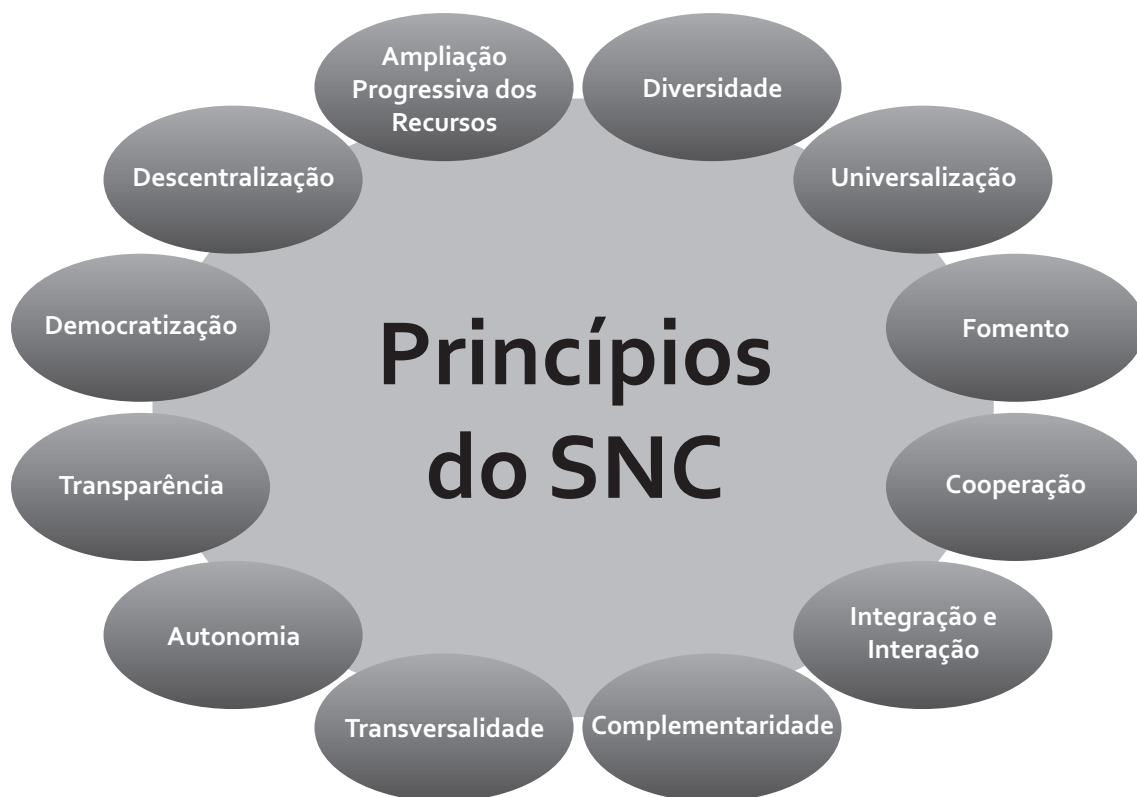 Ampliação
Progressiva dos
Recursos
Diversidade
Descentralização
Universalização
Democratização
Fomento
Princípios
do SNC
Transparência
Cooperação
Autonomia
Integração e
Interação
Transversalidade
Complementaridade